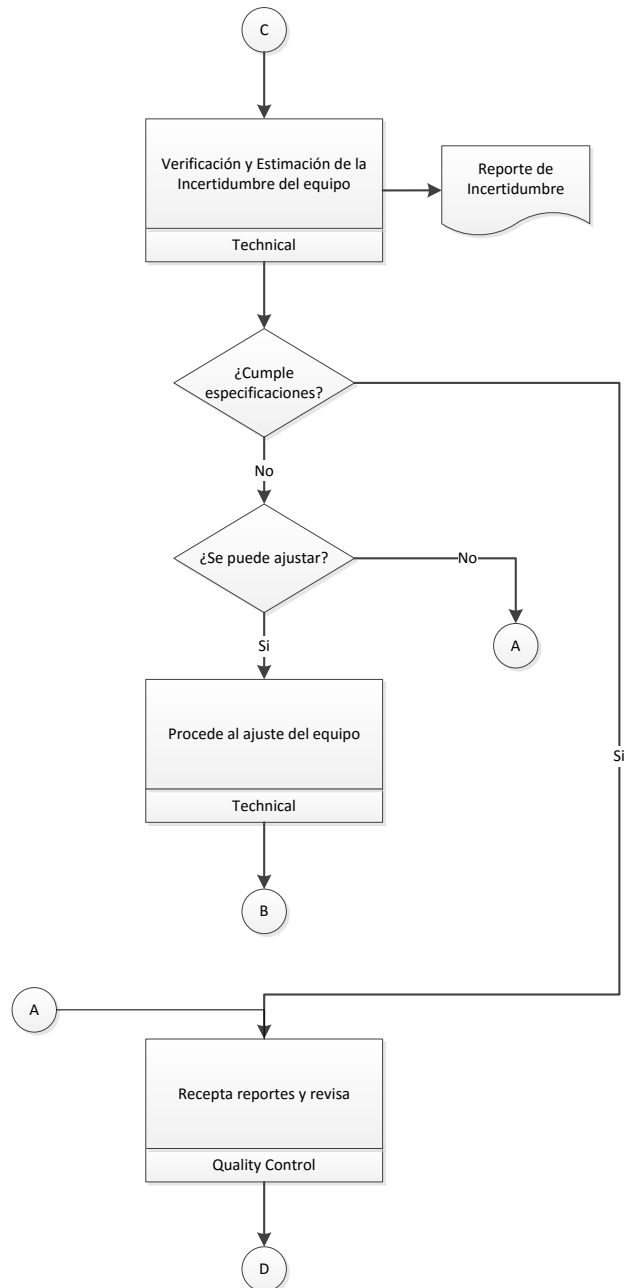 C
Verificación y Estimación de la
Incertidumbre del equipo
Technical
Reporte de
Incertidumbre
¿Cumple
especificaciones?
No
¿Se puede ajustar?
No
A
Si
Procede al ajuste del equipo
Technical
Si
B
A
Recepta reportes y revisa
Quality Control
D